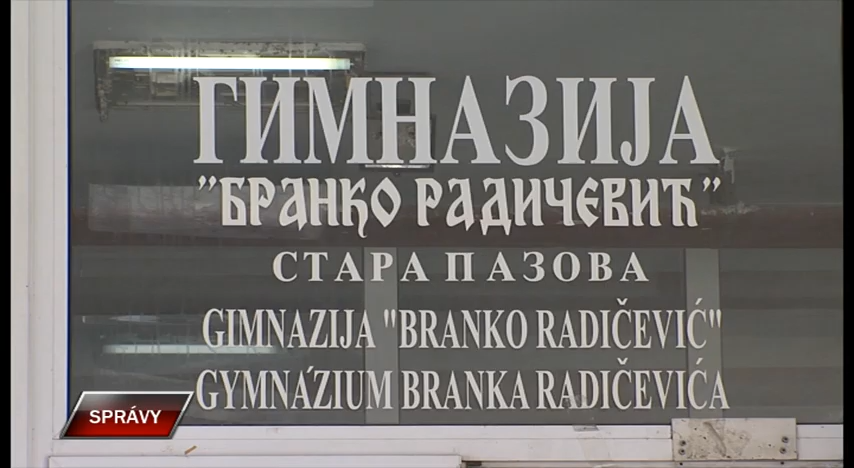 ГИМНАЗИЈА
"БРАНКО РАДИЧЕВИЋ"
СТАРА ПАЗОВА
GIMNAZIJA "BRANKO RADIČEVIĆ"
GYMNÁZIUM BRANKA RADIČEVIĆA
SPRÁVY